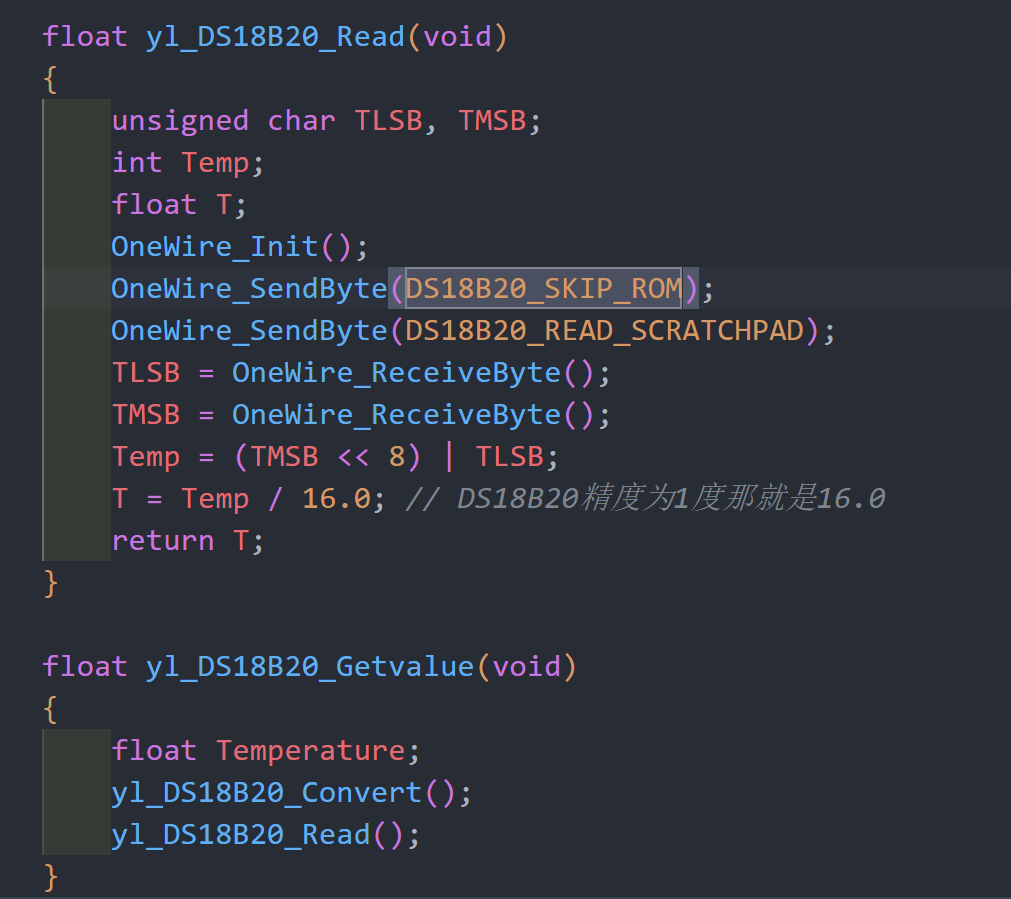 float yl_DS18B20_Read(void)
{
unsigned char TLSB, TMSB;
int Temp;
float T;
OneWire_Init();
OneWire_SendByte(DS18B20_SKIP_ROM);
OneWire_SendByte(DS18B20_READ_SCRATCHPAD);
TLSB = OneWire_ReceiveByte();
TMSB = OneWire_ReceiveByte();
Temp = (TMSB << 8) | TLSB;
T = Temp / 16.0; // DS18B20精度为1度那就是16.0
return T;
}
float yl_DS18B20_Getvalue(void)
{
float Temperature;
yl_DS18B20_Convert();
yl_DS18B20_Read();
}